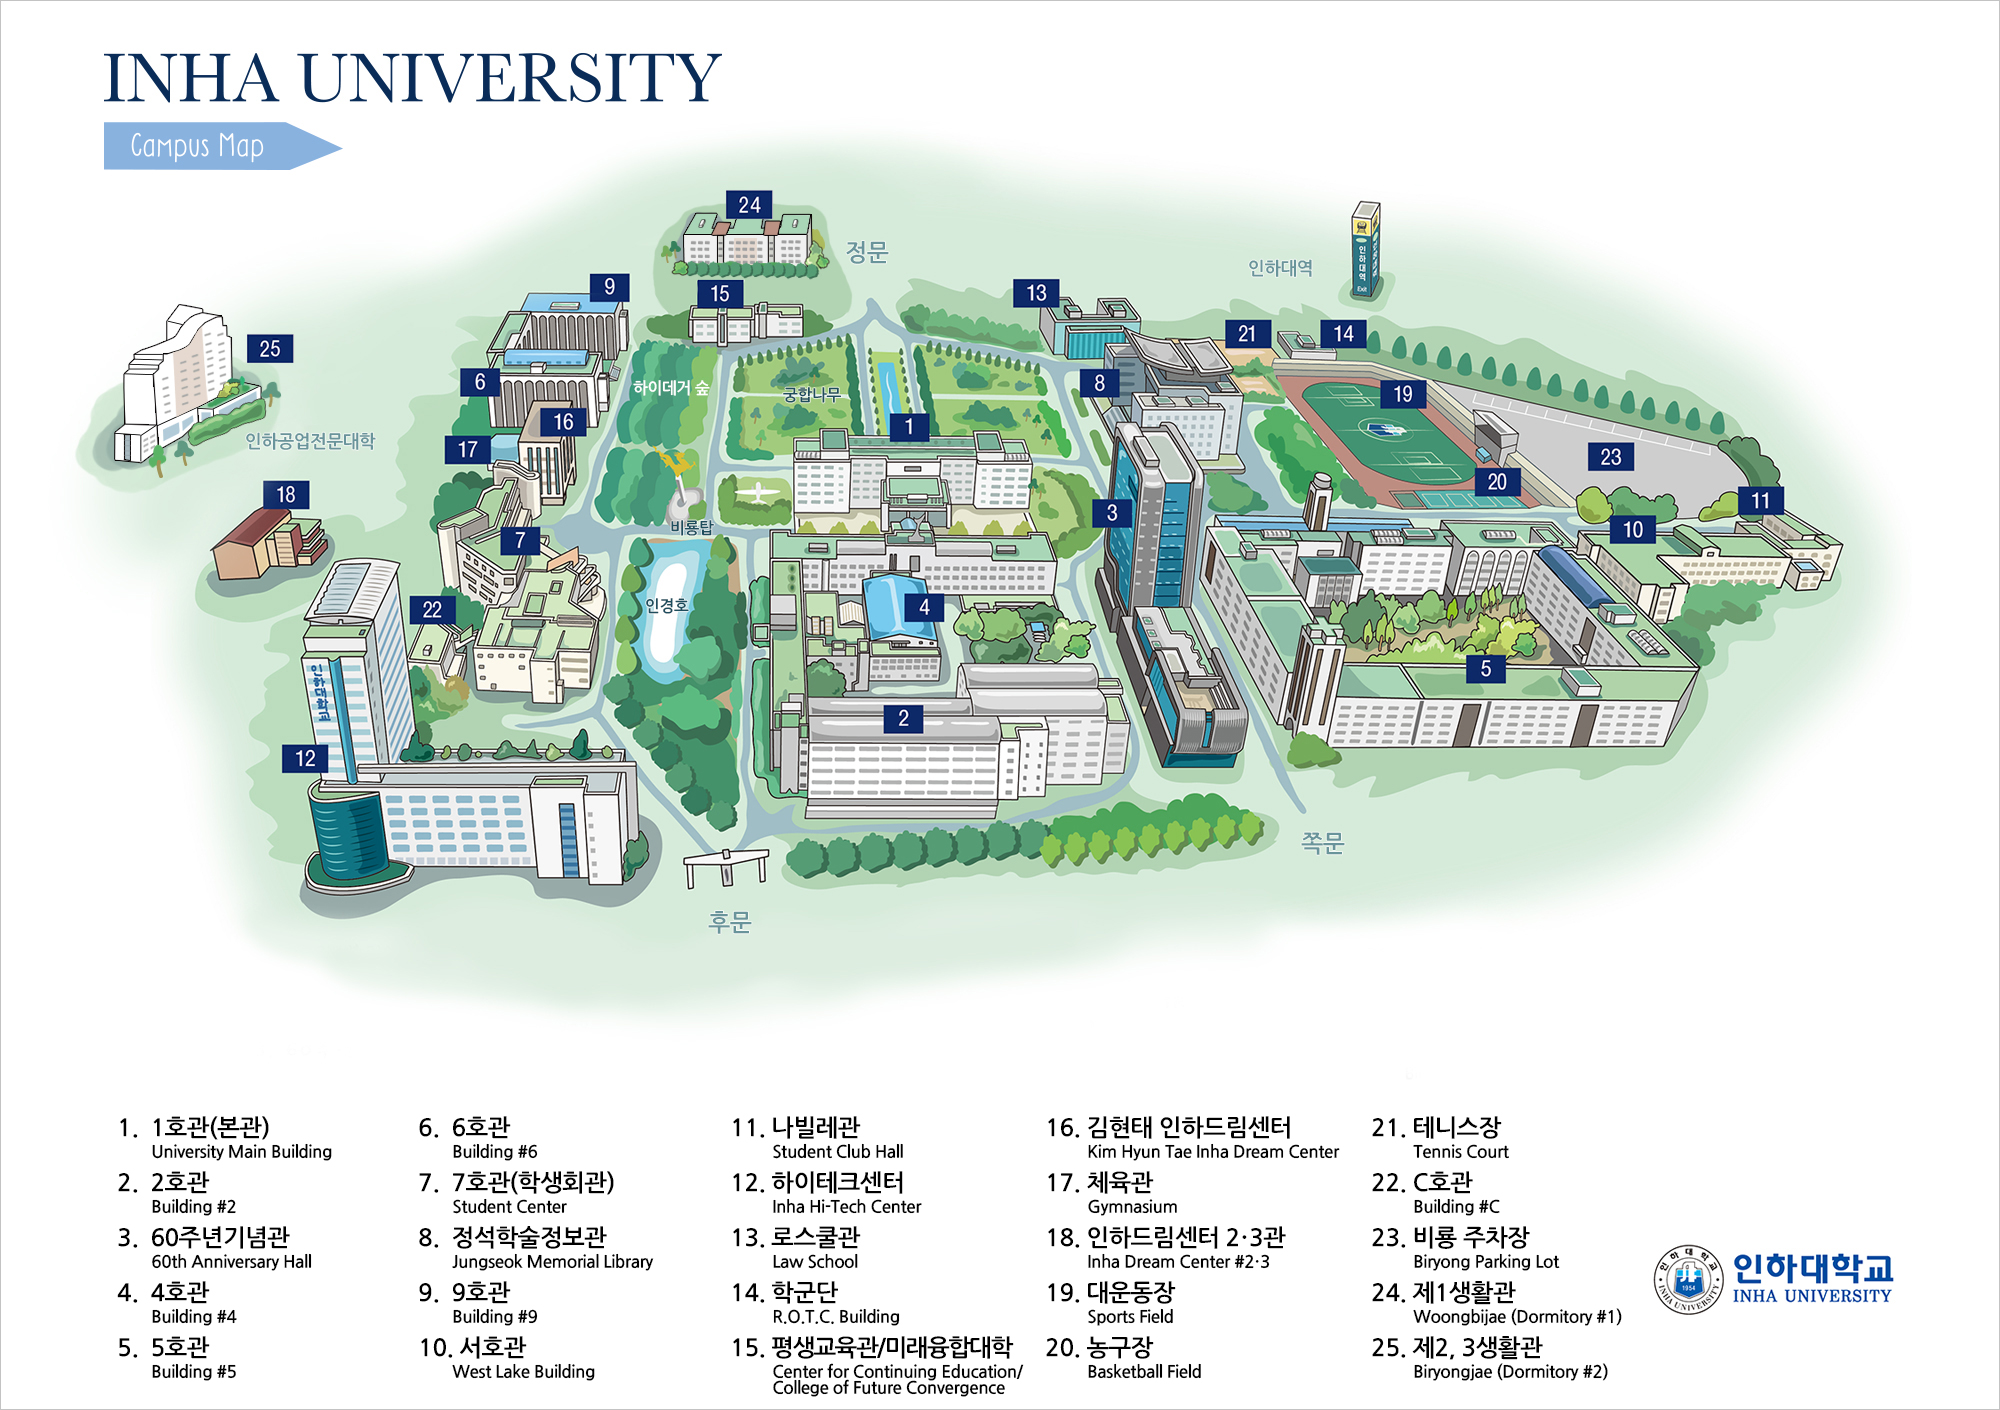 INHA UNIVERSITY
Campus Map
24
정문
인하대역
인하대역
Exit
9
15
13
21
14
25
6
하이데거 숲
궁합나무
8
19
16
1
인하공업전문대학
17
23
20
18
비룡탑
3
11
7
10
인경호
4
22
5
인하대학교
2
12
쪽문
후문
1. 1호관(본관)
University Main Building
2. 2호관
Building #2
3. 60주년기념관
60th Anniversary Hall
4. 4호관
Building #4
5. 5호관
Building #5
6. 6호관
Building #6
7. 7호관(학생회관)
Student Center
8. 정석학술정보관
Jungseok Memorial Library
9. 9호관
Building #9
10. 서호관
West Lake Building
11. 나빌레관
Student Club Hall
12. 하이테크센터
Inha Hi-Tech Center
13. 로스쿨관
Law School
14. 학군단
R.O.T.C. Building
15. 평생교육관/미래융합대학
Center for Continuing Education/
College of Future Convergence
16. 김현태 인하드림센터
Kim Hyun Tae Inha Dream Center
17. 체육관
Gymnasium
18. 인하드림센터 2·3관
Inha Dream Center #2·3
19. 대운동장
Sports Field
20. 농구장
Basketball Field
21. 테니스장
Tennis Court
22. C호관
Building #C
23. 비룡 주차장
Biryong Parking Lot
24. 제1생활관
Woongbijae (Dormitory #1)
25. 제2, 3생활관
Biryongjae (Dormitory #2)
인하대학교
1954
INHA UNIVERSITY
인하대학교
INHA UNIVERSITY